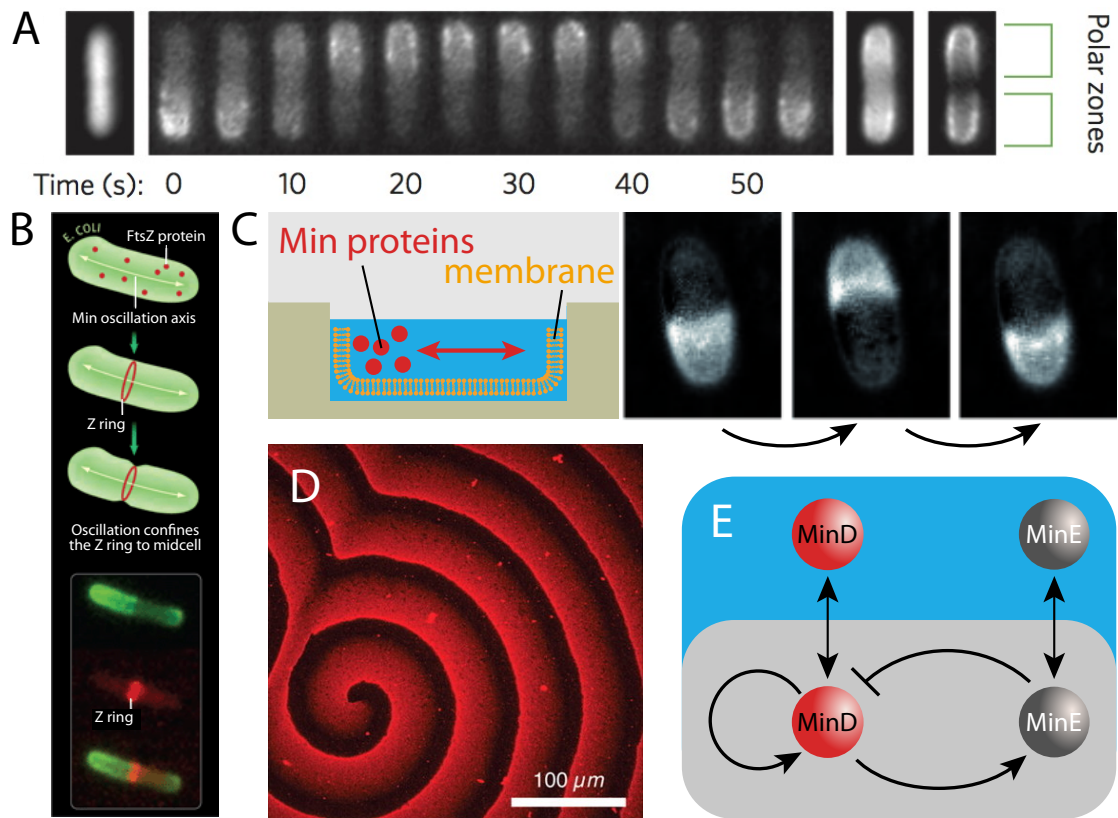 A
Time (s): 0 10 20 30 40 50
Polar zones
B
E. COLI
FtsZ protein
Min oscillation axis
Z ring
Oscillation confines
the Z ring to midcell
Z ring
C
Min proteins
membrane
D
100 µm
E
MinD
MinE
MinD
MinE